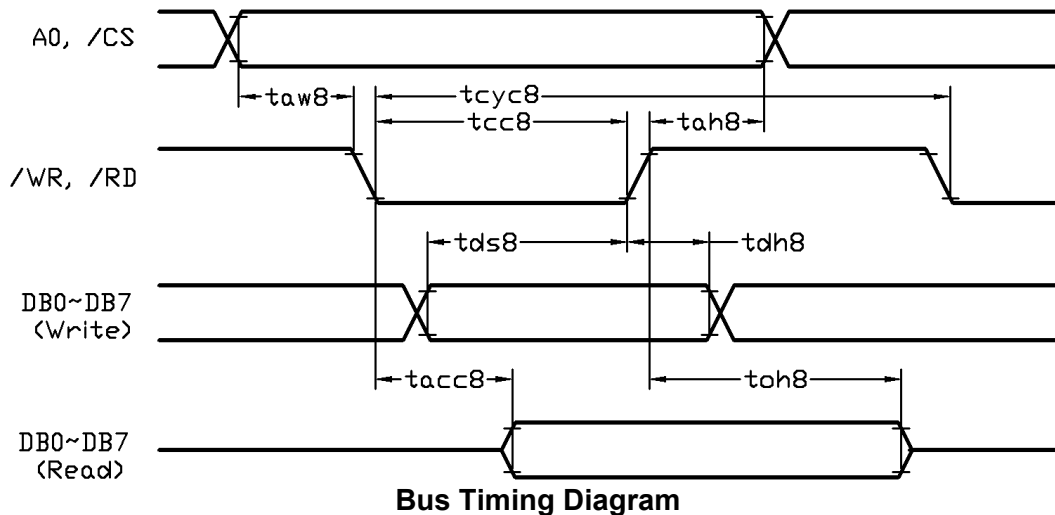 A0, /CS
taw8
tcyc8
tcc8
tah8
/WR, /RD
tds8
tdh8
DB0~DB7
(Write)
tacc8
toh8
DB0~DB7
(Read)
Bus Timing Diagram